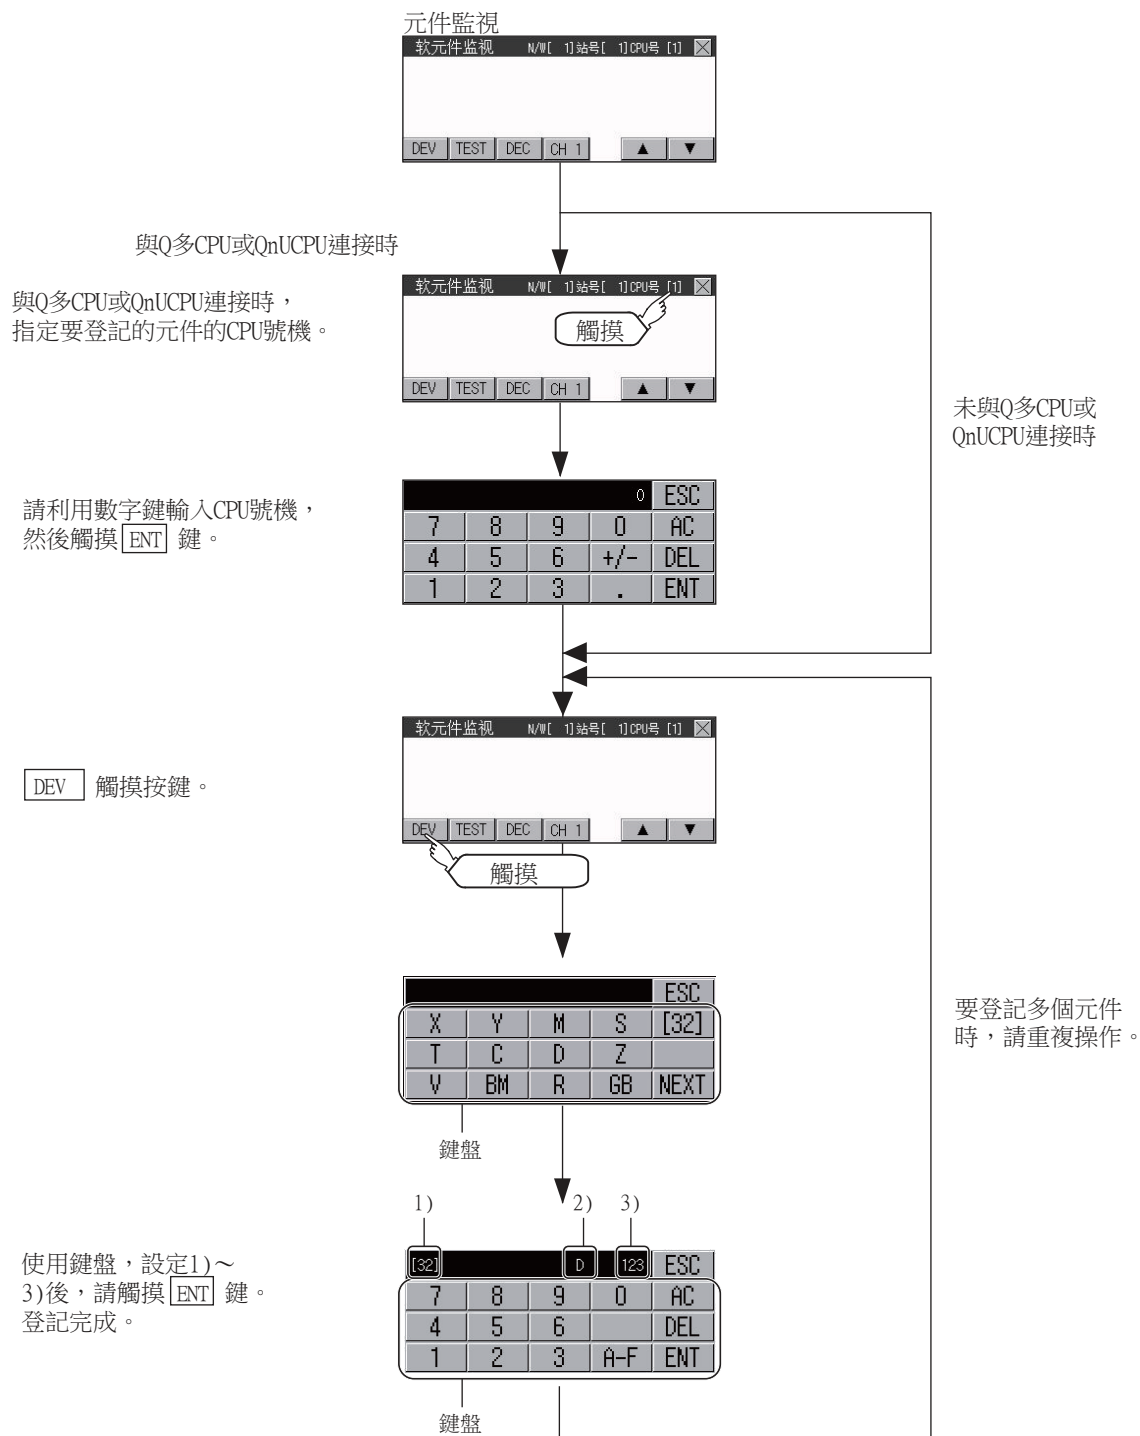 元件監視
软元件监视 N/W[ 1]站号[ 1]CPU号 [1]
DEV TEST DEC CH 1 ▲ ▼
與Q多CPU或QnUCPU連接時
軟元件监视 N/W[ 1]站号[ 1]CPU号 [1]
與Q多CPU或QnUCPU連接時，
指定要登記的元件的CPU號機。
觸摸
DEV TEST DEC CH 1 ▲ ▼
未與Q多CPU或
QnUCPU連接時
0 ESC
請利用數字鍵輸入CPU號機，
然後觸摸 ENT 鍵。
7 8 9 0 AC
4 5 6 +/- DEL
1 2 3 . ENT
软元件监视 N/W[ 1]站号[ 1]CPU号 [1]
DEV 觸摸按鍵。
DEV TEST DEC CH 1 ▲ ▼
觸摸
ESC
X Y M S [32]
T C D Z
V BM R GB NEXT
要登記多個元件
時，請重複操作。
鍵盤
1) 2) 3)
[32] D 123 ESC
使用鍵盤，設定1)～
3)後，請觸摸 ENT 鍵。
登記完成。
7 8 9 0 AC
4 5 6 DEL
1 2 3 A-F ENT
鍵盤